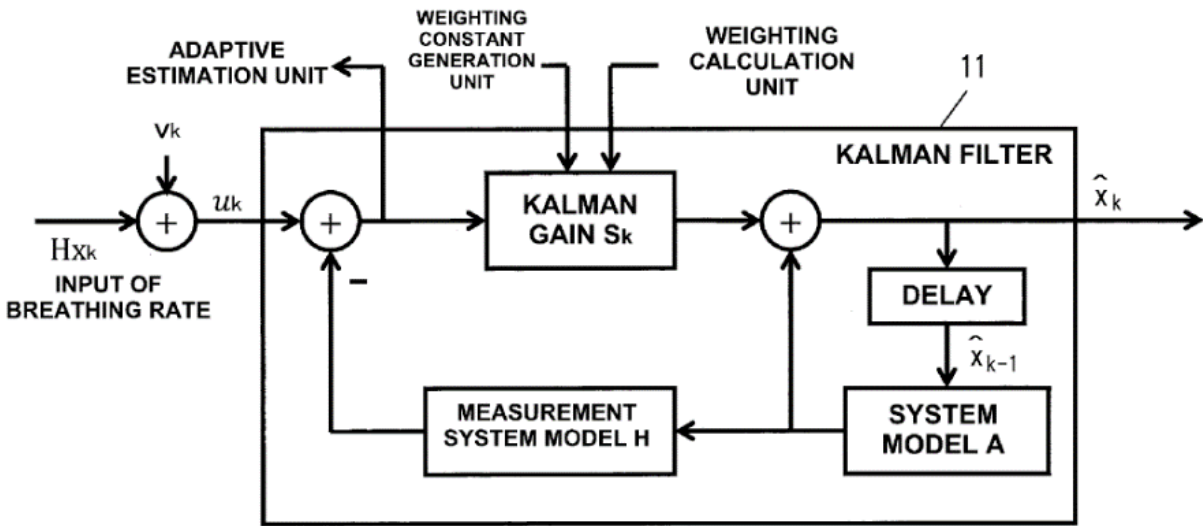 WEIGHTING
CONSTANT
GENERATION
UNIT
WEIGHTING
CALCULATION
UNIT
ADAPTIVE
ESTIMATION UNIT
11
KALMAN FILTER
vk
+
uk
+
KALMAN
GAIN Sk
+
x̂k
Hxk
INPUT OF
BREATHING RATE
-
DELAY
x̂k-1
MEASUREMENT
SYSTEM MODEL H
SYSTEM
MODEL A